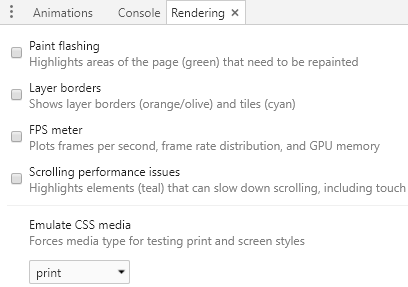 Animations Console Rendering ×
Paint flashing
Highlights areas of the page (green) that need to be repainted
Layer borders
Shows layer borders (orange/olive) and tiles (cyan)
FPS meter
Plots frames per second, frame rate distribution, and GPU memory
Scrolling performance issues
Highlights elements (teal) that can slow down scrolling, including touch
Emulate CSS media
Forces media type for testing print and screen styles
print